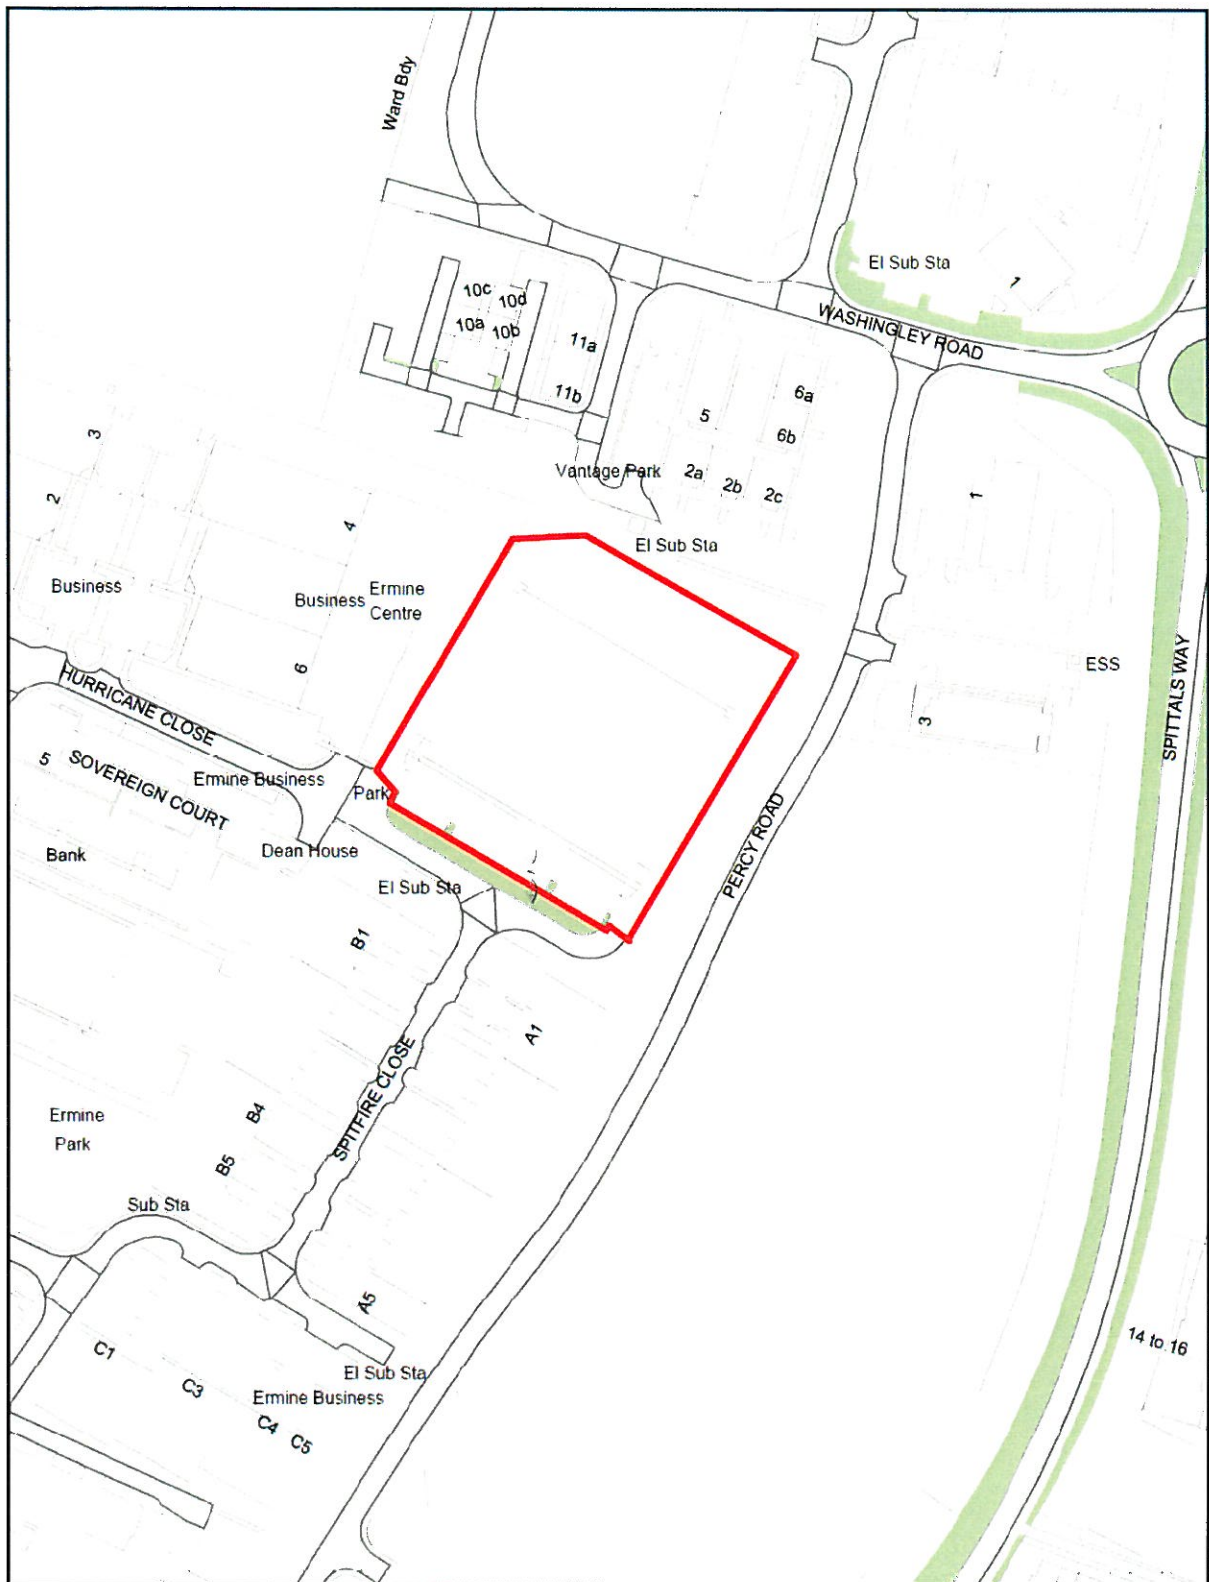 Ward Bdy
El Sub Sta
1
WASHINGLEY ROAD
10c
10d
10a
10b
11a
11b
6a
5
6b
Vantage Park
2a
2b
2c
1
3
2
4
El Sub Sta
Business
Business
Ermine
Centre
6
ESS
SPITTALS WAY
3
HURRICANE CLOSE
5
SOVEREIGN COURT
Ermine Business
Park
PERCY ROAD
Bank
Dean House
El Sub Sta
1
B1
A1
SPITFIRE CLOSE
Ermine
Park
B4
B5
Sub Sta
A5
14 to 16
C1
C3
El Sub Sta
Ermine Business
C4
C5